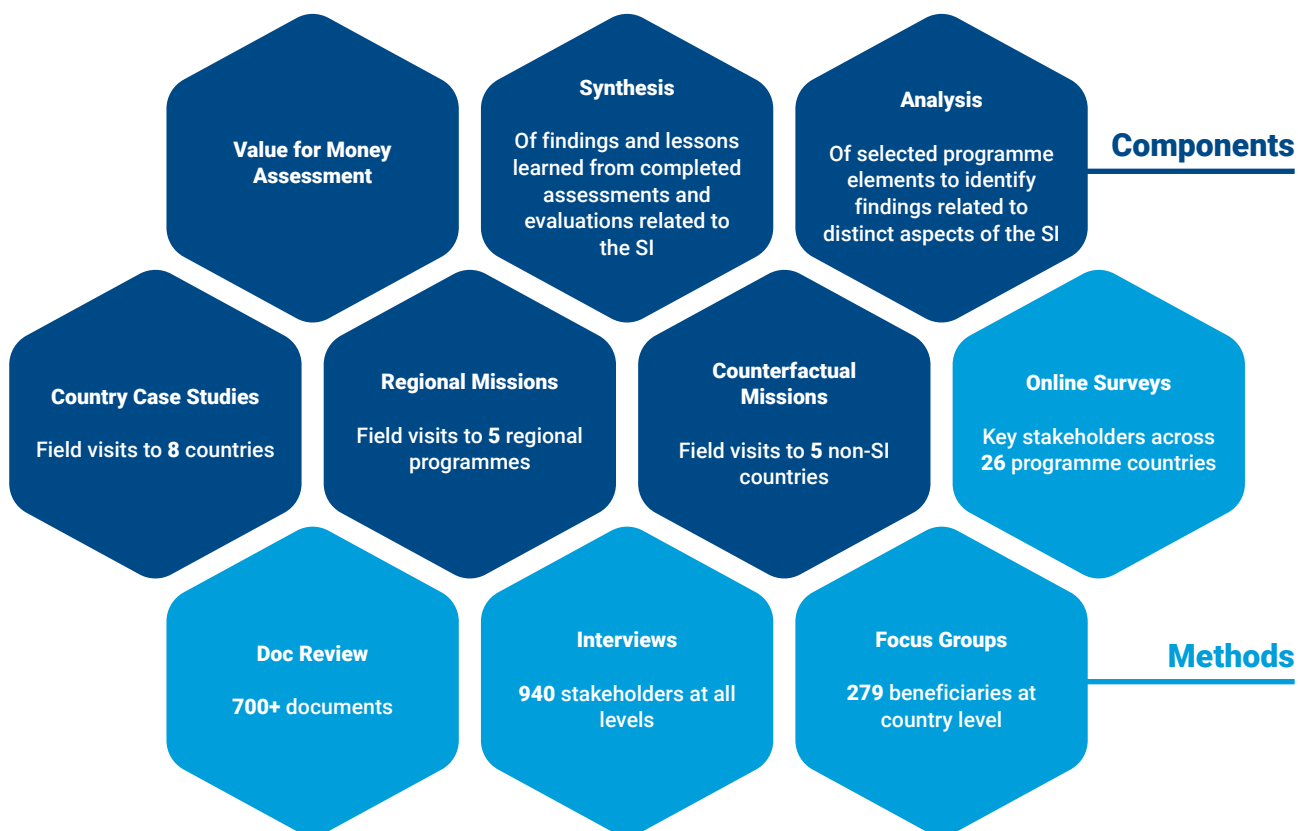 Value for Money
Assessment
Synthesis
Of findings and lessons
learned from completed
assessments and
evaluations related to
the SI
Analysis
Of selected programme
elements to identify
findings related to
distinct aspects of the SI
Components
Country Case Studies
Field visits to 8 countries
Regional Missions
Field visits to 5 regional
programmes
Counterfactual
Missions
Field visits to 5 non-SI
countries
Online Surveys
Key stakeholders across
26 programme countries
Doc Review
700+ documents
Interviews
940 stakeholders at all
levels
Focus Groups
279 beneficiaries at
country level
Methods